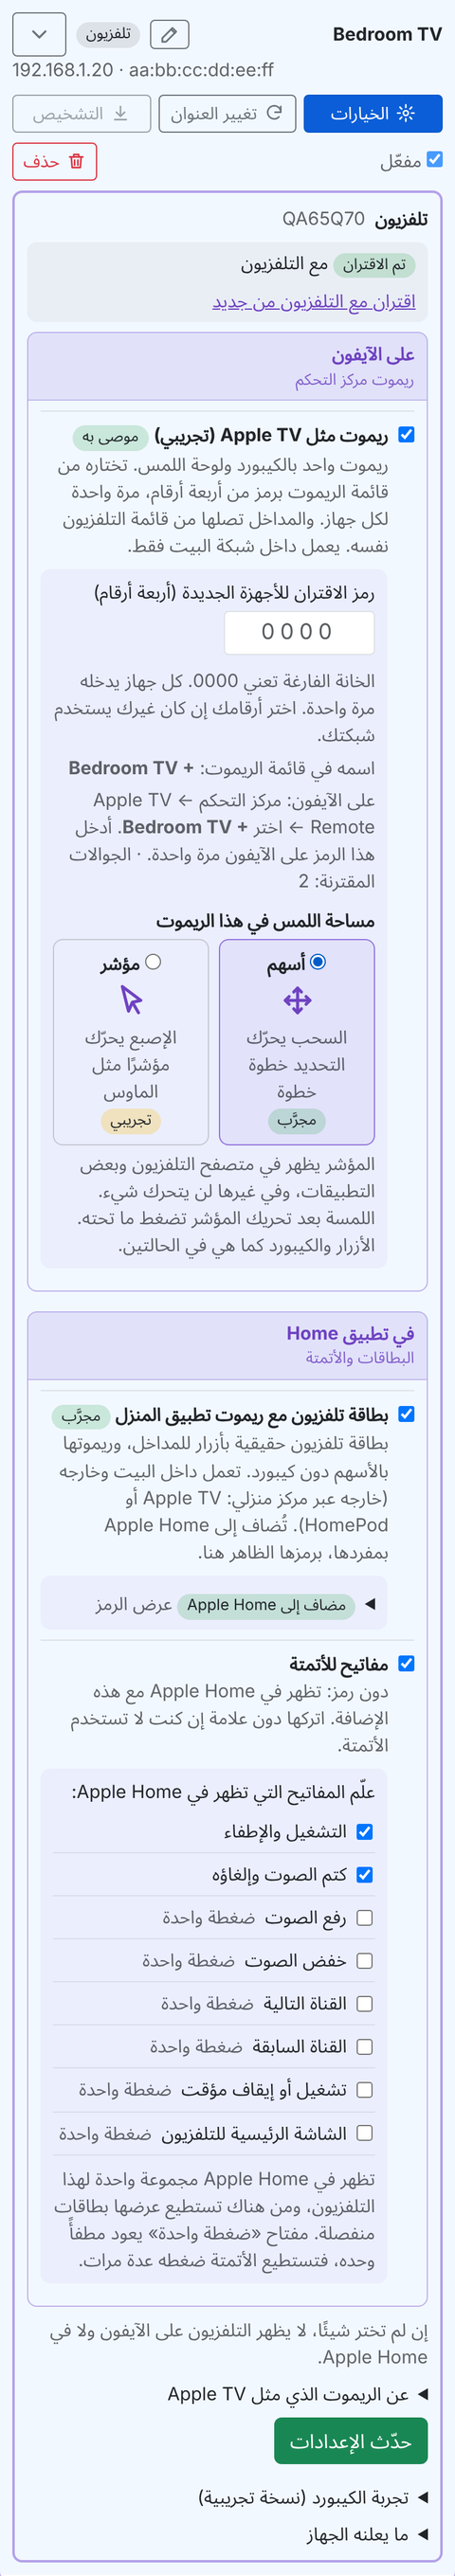 Bedroom TV
تلفزيون
192.168.1.20 · aa:bb:cc:dd:ee:ff
الخيارات
تغيير العنوان
التشخيص
مفعّل
حذف
تلفزيون QA65Q70
تم الاقتران مع التلفزيون
اقتران مع التلفزيون من جديد
على الآيفون
ريموت مركز التحكم
ريموت مثل Apple TV (تجريبي) موصى به
ريموت واحد بالكيبورد ولوحة اللمس. تختاره من
قائمة الريموت برمز من أربعة أرقام، مرة واحدة
لكل جهاز. والمداخل تصلها من قائمة التلفزيون
نفسه. يعمل داخل شبكة البيت فقط.
رمز الاقتران للأجهزة الجديدة (أربعة أرقام)
0000
الخانة الفارغة تعني 0000. كل جهاز يدخله
مرة واحدة. اختر أرقامك إن كان غيرك يستخدم
شبكتك.
اسمه في قائمة الريموت: Bedroom TV +
على الآيفون: مركز التحكم ← Apple TV
Remote ← اختر Bedroom TV +. أدخل
هذا الرمز على الآيفون مرة واحدة. · الجوالات
المقترنة: 2
مساحة اللمس في هذا الريموت
أسهم
السحب يحرّك
التحديد خطوة
خطوة
مجرَّب
مؤشر
الإصبع يحرّك
مؤشرًا مثل
الماوس
تجريبي
المؤشر يظهر في متصفح التلفزيون وبعض
التطبيقات، وفي غيرها لن يتحرك شيء.
اللمسة بعد تحريك المؤشر تضغط ما تحته.
الأزرار والكيبورد كما هي في الحالتين.
في تطبيق Home
البطاقات والأتمتة
بطاقة تلفزيون مع ريموت تطبيق المنزل مجرَّب
بطاقة تلفزيون حقيقية بأزرار للمداخل، وريموتها
بالأسهم دون كيبورد. تعمل داخل البيت وخارجه
(خارجه عبر مركز منزلي: Apple TV أو
HomePod). تُضاف إلى Apple Home
بمفردها، برمزها الظاهر هنا.
مضاف إلى Apple Home عرض الرمز
مفاتيح للأتمتة
دون رمز: تظهر في Apple Home مع هذه
الإضافة. اتركها دون علامة إن كنت لا تستخدم
الأتمتة.
علّم المفاتيح التي تظهر في Apple Home:
التشغيل والإطفاء
كتم الصوت وإلغاؤه
رفع الصوت ضغطة واحدة
خفض الصوت ضغطة واحدة
القناة التالية ضغطة واحدة
القناة السابقة ضغطة واحدة
تشغيل أو إيقاف مؤقت ضغطة واحدة
الشاشة الرئيسية للتلفزيون ضغطة واحدة
تظهر في Apple Home مجموعة واحدة لهذا
التلفزيون، ومن هناك تستطيع عرضها بطاقات
منفصلة. مفتاح «ضغطة واحدة» يعود مطفأً
وحده، فتستطيع الأتمتة ضغطه عدة مرات.
إن لم تختر شيئًا، لا يظهر التلفزيون على الآيفون ولا في
Apple Home.
عن الريموت الذي مثل Apple TV
حدّث الإعدادات
تجربة الكيبورد (نسخة تجريبية)
ما يعلنه الجهاز